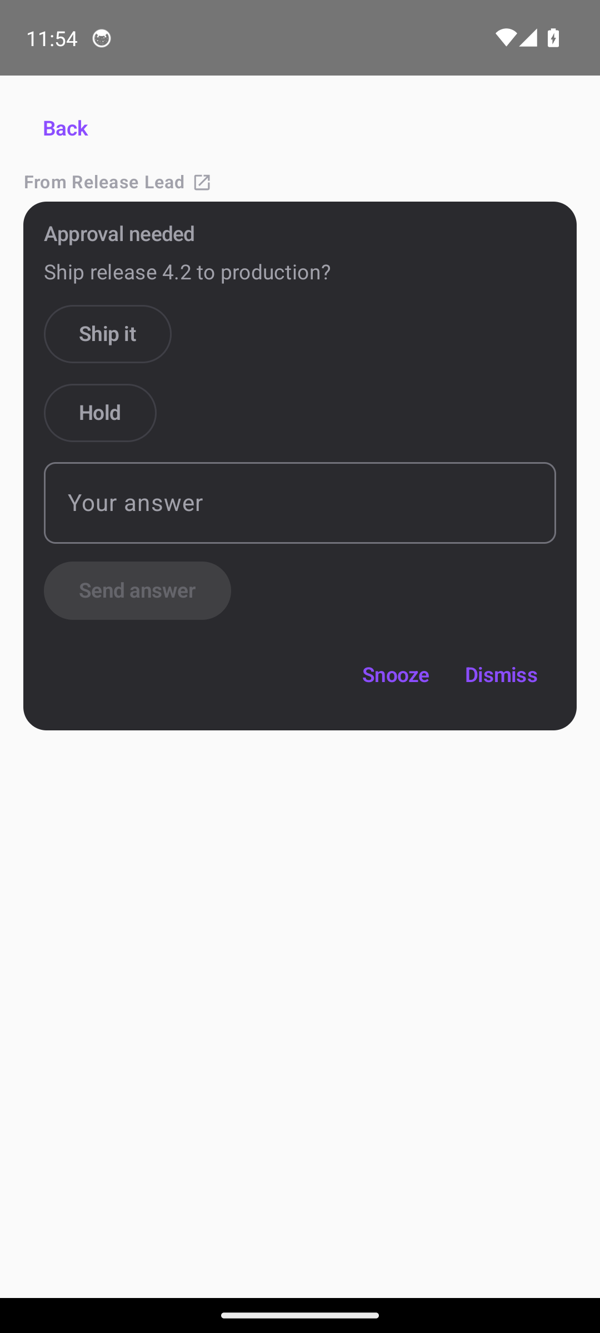 11:54
Back
From Release Lead
Approval needed
Ship release 4.2 to production?
Ship it
Hold
Your answer
Send answer
Snooze Dismiss